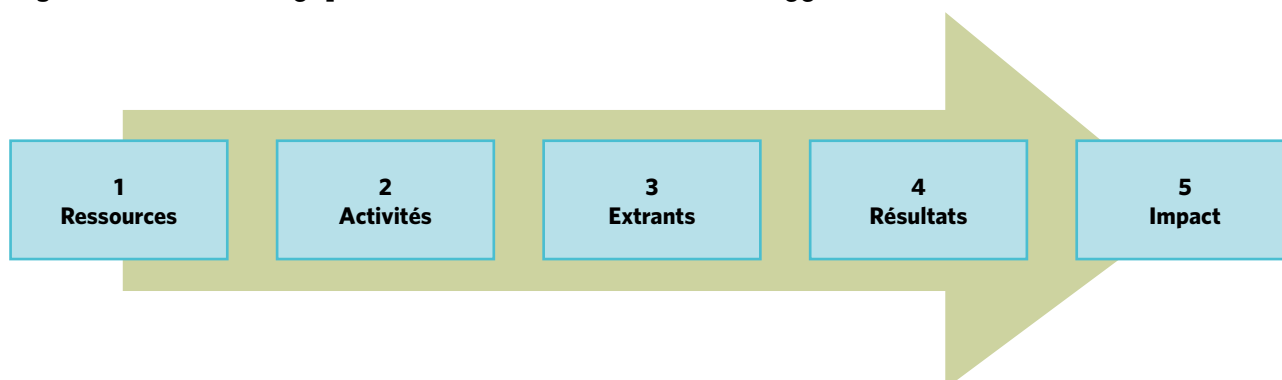 1
Ressources
2
Activités
3
Extrants
4
Résultats
5
Impact